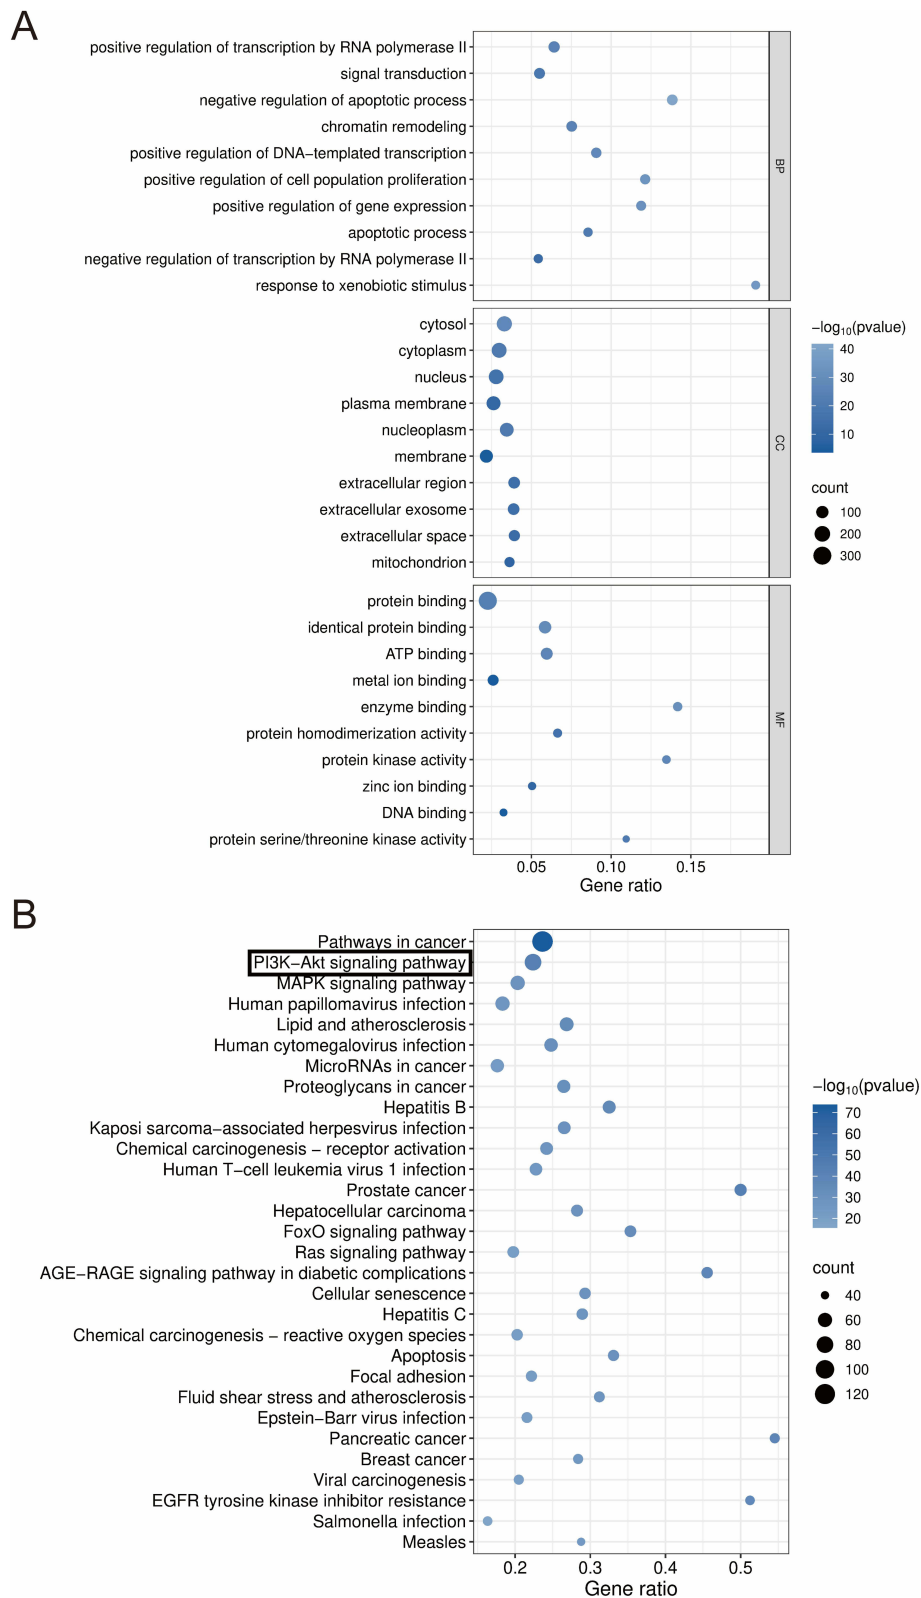 A
positive regulation of transcription by RNA polymerase II
signal transduction
negative regulation of apoptotic process
chromatin remodeling
positive regulation of DNA−templated transcription
positive regulation of cell population proliferation
positive regulation of gene expression
apoptotic process
negative regulation of transcription by RNA polymerase II
response to xenobiotic stimulus
BP
cytosol
cytoplasm
nucleus
plasma membrane
nucleoplasm
membrane
extracellular region
extracellular exosome
extracellular space
mitochondrion
CC
protein binding
identical protein binding
ATP binding
metal ion binding
enzyme binding
protein homodimerization activity
protein kinase activity
zinc ion binding
DNA binding
protein serine/threonine kinase activity
MF
0.05 0.10 0.15
Gene ratio
−log10(pvalue)
40
30
20
10
count
100
200
300
B
Pathways in cancer
PI3K−Akt signaling pathway
MAPK signaling pathway
Human papillomavirus infection
Lipid and atherosclerosis
Human cytomegalovirus infection
MicroRNAs in cancer
Proteoglycans in cancer
Hepatitis B
Kaposi sarcoma−associated herpesvirus infection
Chemical carcinogenesis − receptor activation
Human T−cell leukemia virus 1 infection
Prostate cancer
Hepatocellular carcinoma
FoxO signaling pathway
Ras signaling pathway
AGE−RAGE signaling pathway in diabetic complications
Cellular senescence
Hepatitis C
Chemical carcinogenesis − reactive oxygen species
Apoptosis
Focal adhesion
Fluid shear stress and atherosclerosis
Epstein−Barr virus infection
Pancreatic cancer
Breast cancer
Viral carcinogenesis
EGFR tyrosine kinase inhibitor resistance
Salmonella infection
Measles
0.2 0.3 0.4 0.5
Gene ratio
−log10(pvalue)
70
60
50
40
30
20
count
40
60
80
100
120